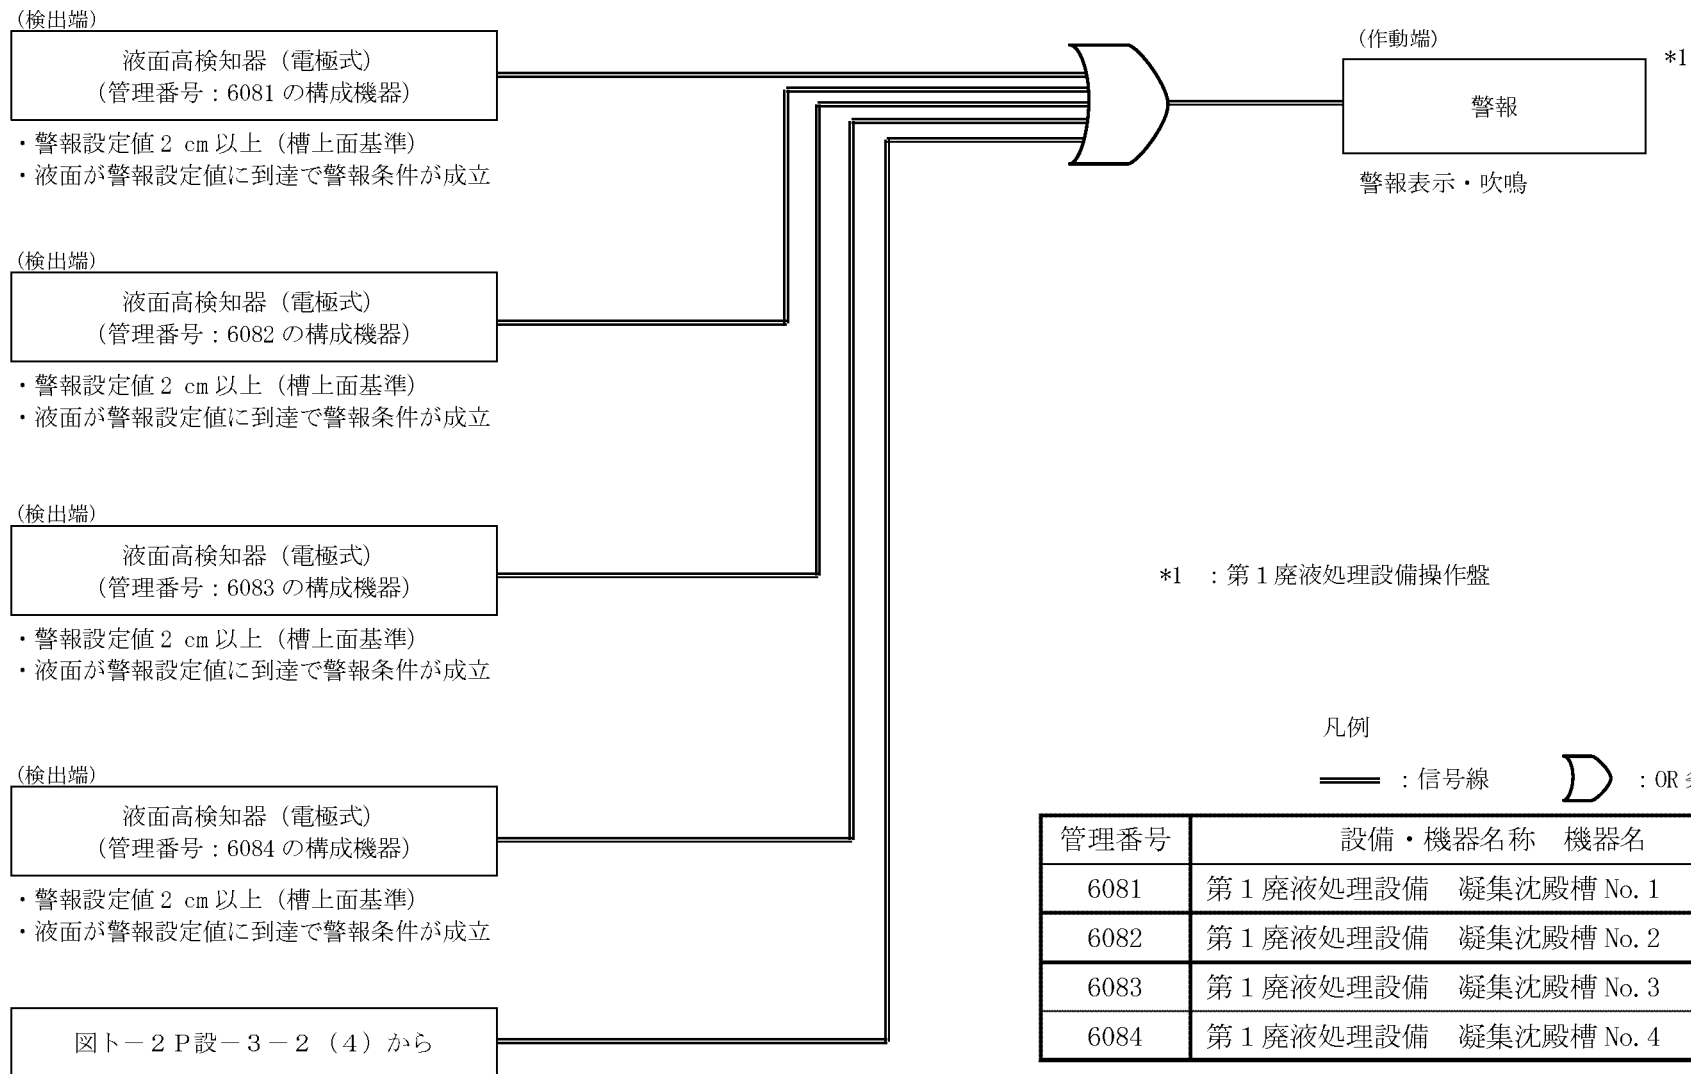 (検出端)
液面高検知器（電極式）
（管理番号：6081 の構成機器）
・警報設定値 2 cm 以上（槽上面基準）
・液面が警報設定値に到達で警報条件が成立
(検出端)
液面高検知器（電極式）
（管理番号：6082 の構成機器）
・警報設定値 2 cm 以上（槽上面基準）
・液面が警報設定値に到達で警報条件が成立
(検出端)
液面高検知器（電極式）
（管理番号：6083 の構成機器）
・警報設定値 2 cm 以上（槽上面基準）
・液面が警報設定値に到達で警報条件が成立
(検出端)
液面高検知器（電極式）
（管理番号：6084 の構成機器）
・警報設定値 2 cm 以上（槽上面基準）
・液面が警報設定値に到達で警報条件が成立
図ト－２Ｐ設－３－２（４）から
(作動端)
*1
警報
警報表示・吹鳴
*1 ：第１廃液処理設備操作盤
凡例
：信号線 ：OR
管理番号 設備・機器名称　機器名
6081 第１廃液処理設備　凝集沈殿槽 No.1
6082 第１廃液処理設備　凝集沈殿槽 No.2
6083 第１廃液処理設備　凝集沈殿槽 No.3
6084 第１廃液処理設備　凝集沈殿槽 No.4